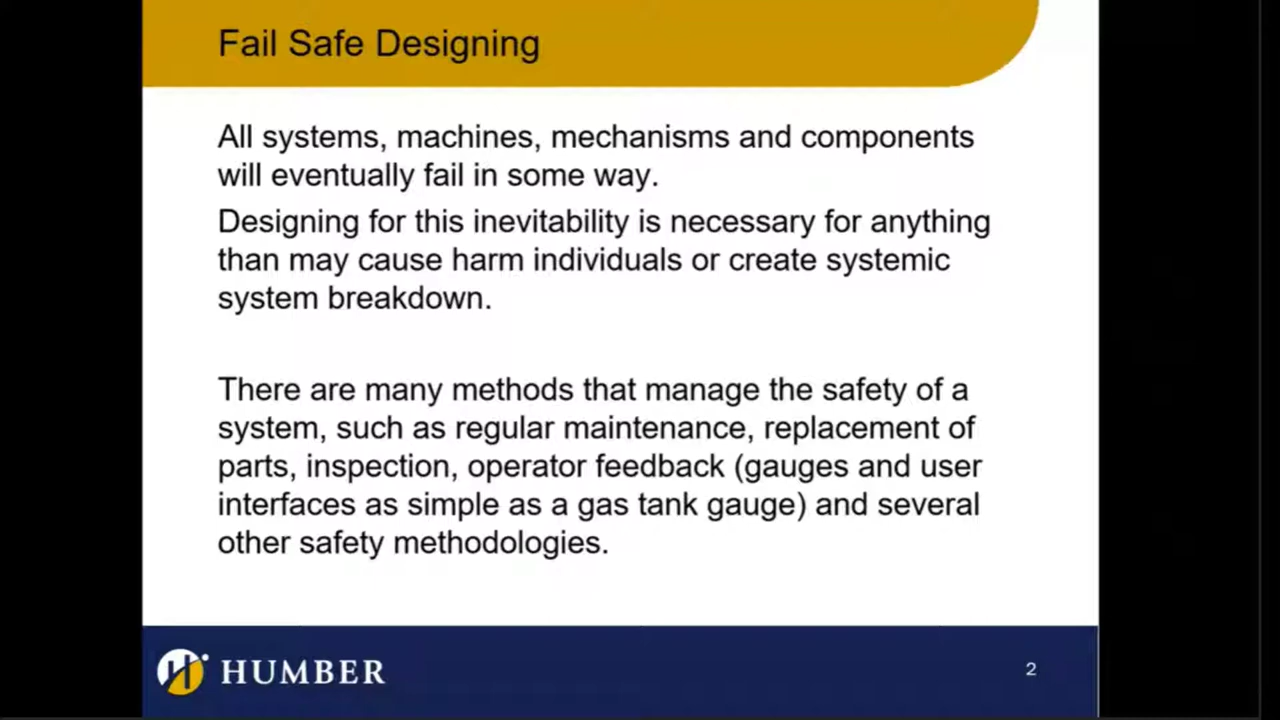 Fail Safe Designing
All systems, machines, mechanisms and components
will eventually fail in some way.
Designing for this inevitability is necessary for anything
than may cause harm individuals or create systemic
system breakdown.
There are many methods that manage the safety of a
system, such as regular maintenance, replacement of
parts, inspection, operator feedback (gauges and user
interfaces as simple as a gas tank gauge) and several
other safety methodologies.
HUMBER
2